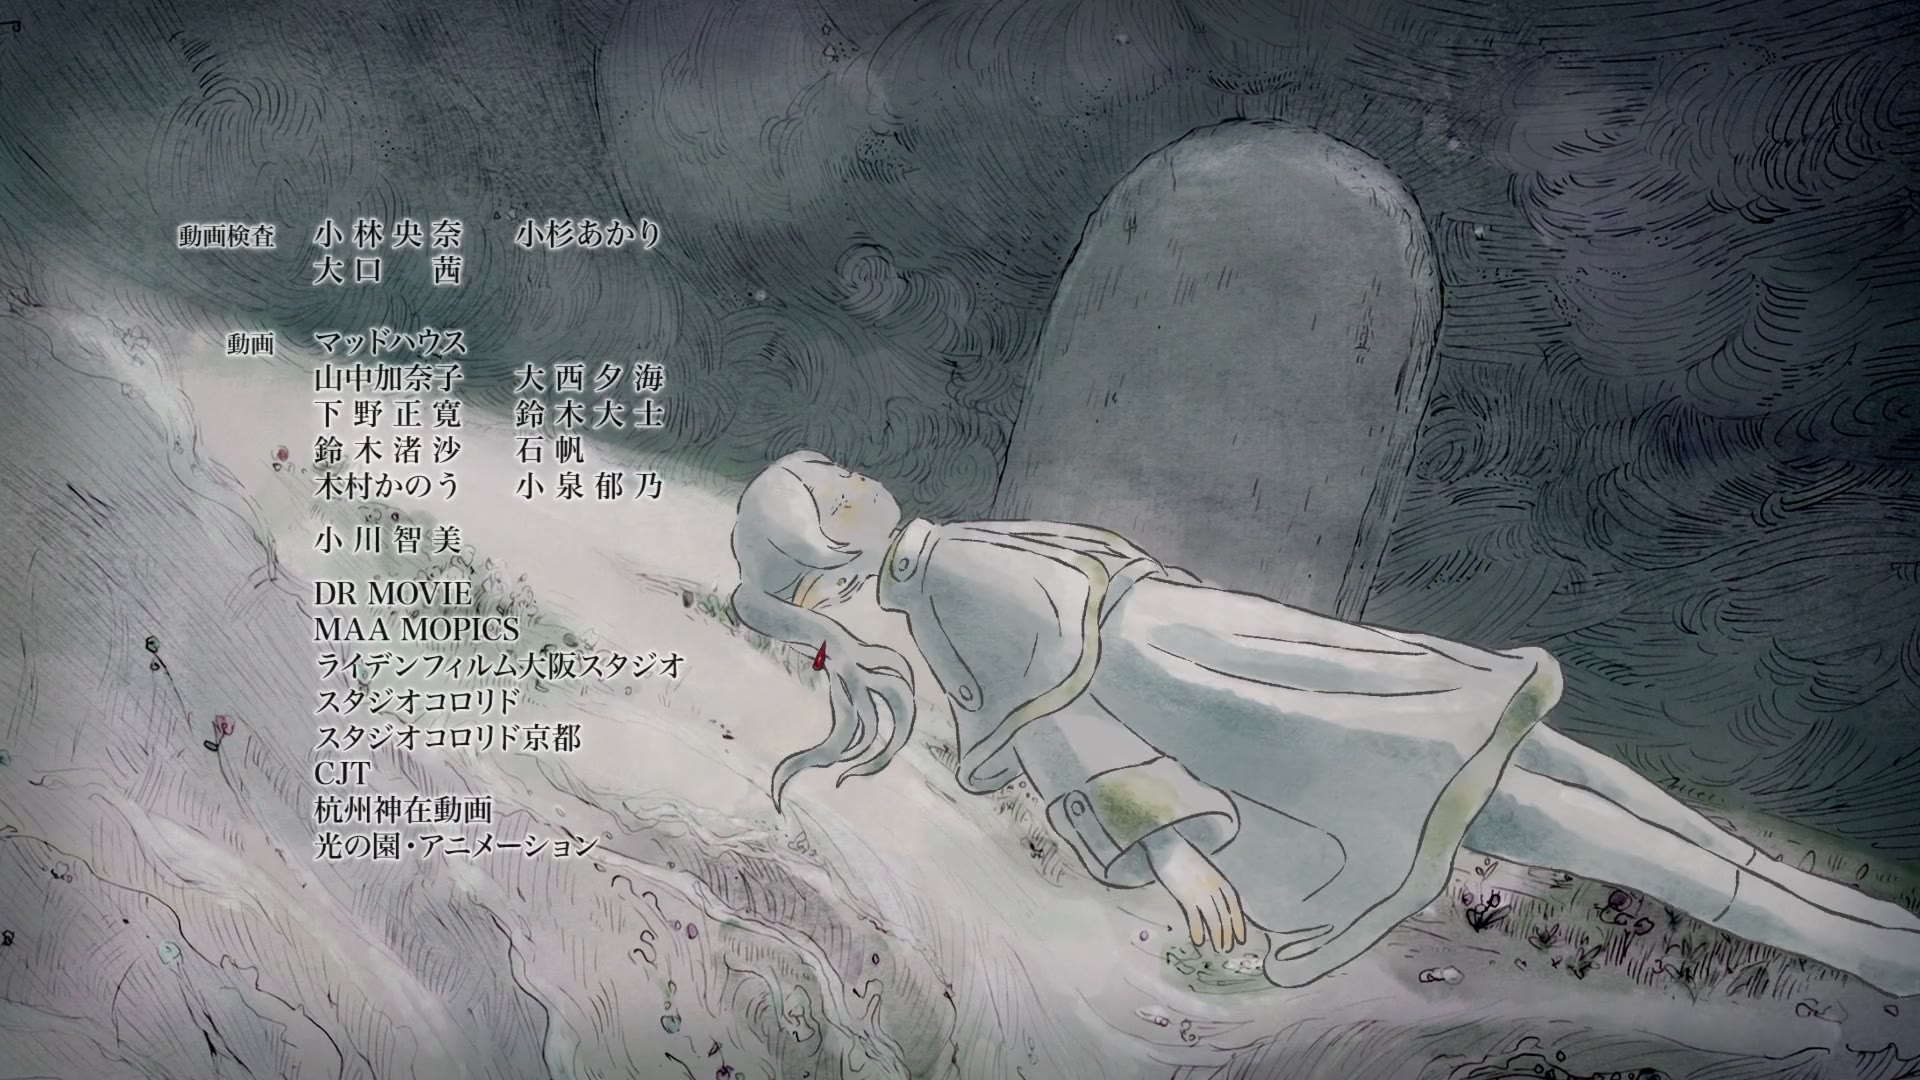 動画検査 小林央奈 小杉あかり
大口 茜
動画 マッドハウス
山中加奈子 大西夕海
下野正寛 鈴木大士
鈴木渚沙 石帆
木村かのう 小泉郁乃
小川智美
DR MOVIE
MAA MOPICS
ライデンフィルム大阪スタジオ
スタジオコロリド
スタジオコロリド京都
CJT
杭州神在動画
光の園・アニメーション